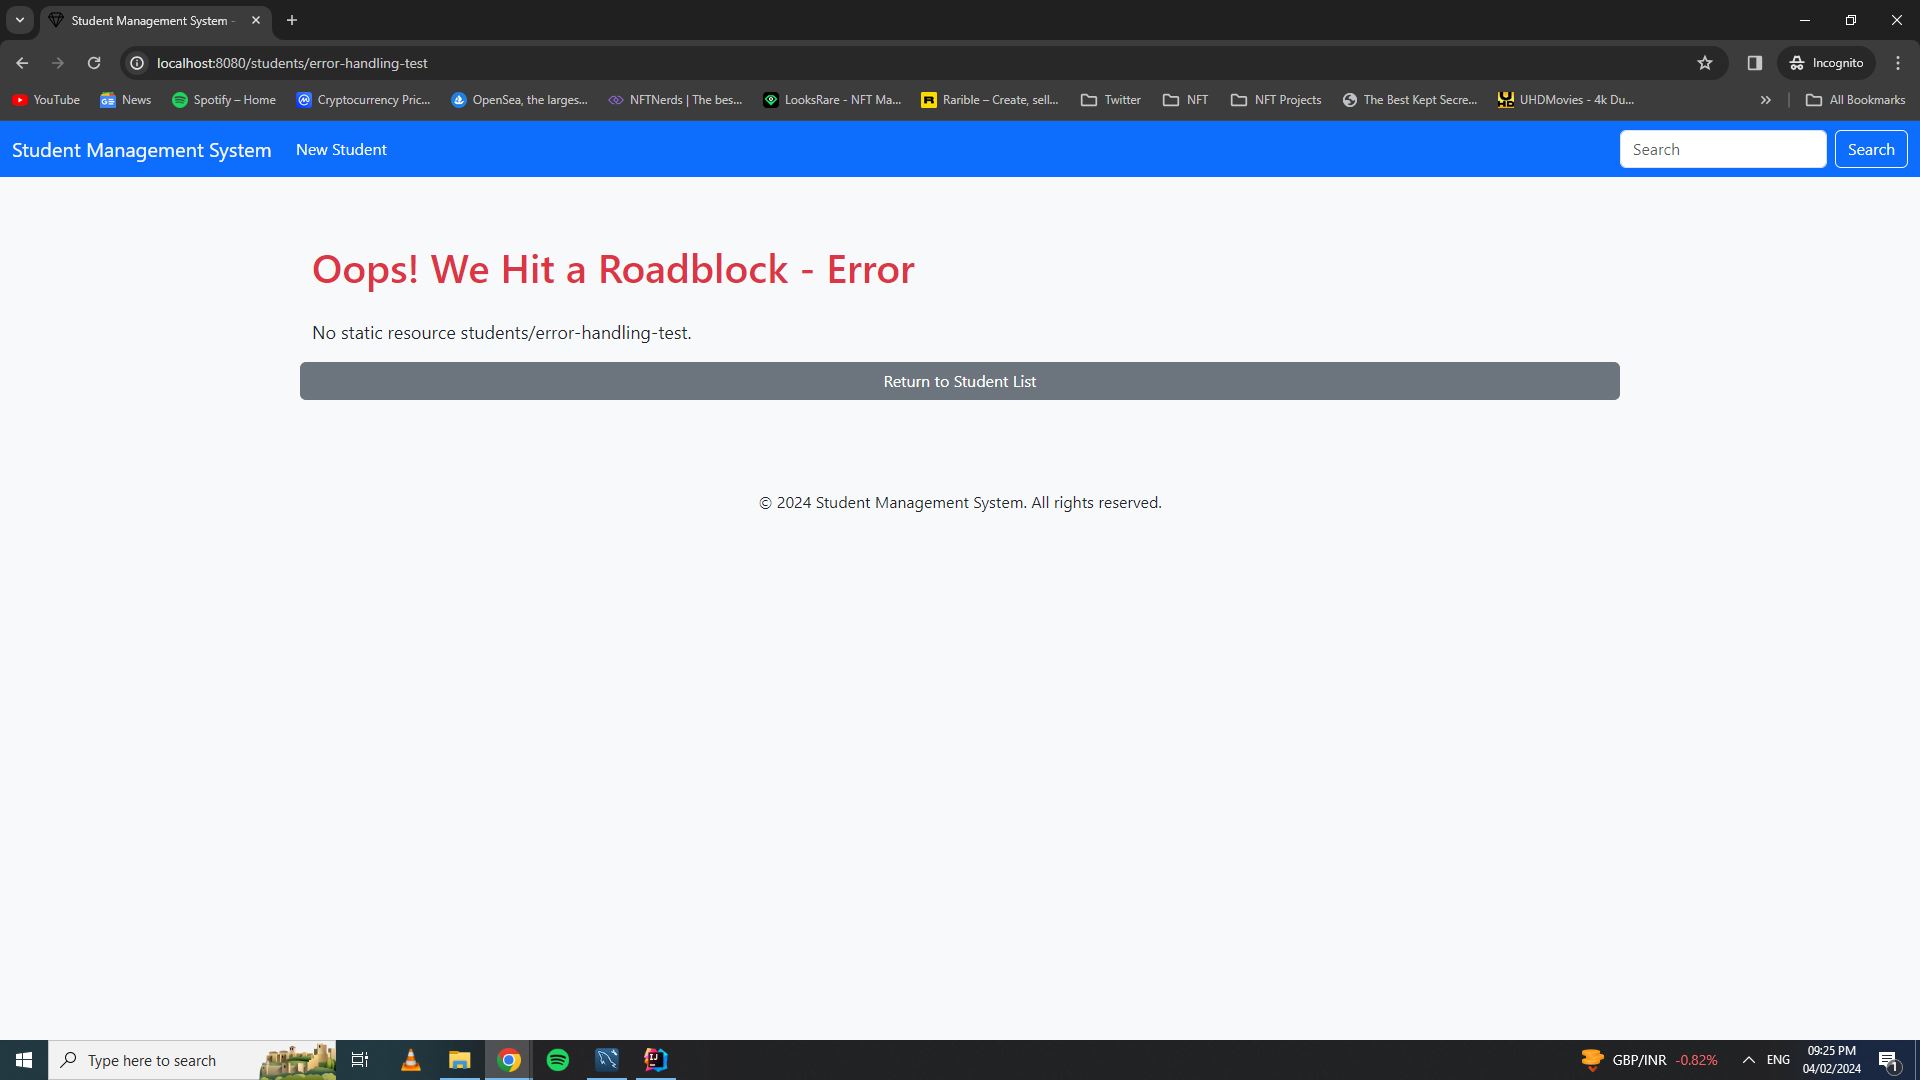 Student Management System -
localhost:8080/students/error-handling-test
Incognito
YouTube
News
Spotify – Home
Cryptocurrency Pric...
OpenSea, the larges...
NFTNerds | The bes...
LooksRare - NFT Ma...
Rarible – Create, sell...
Twitter
NFT
NFT Projects
The Best Kept Secre...
UHDMovies - 4k Du...
All Bookmarks
Student Management System
New Student
Search
Search
Oops! We Hit a Roadblock - Error
No static resource students/error-handling-test.
Return to Student List
© 2024 Student Management System. All rights reserved.
Type here to search
GBP/INR -0.82%
ENG
09:25 PM
04/02/2024
1